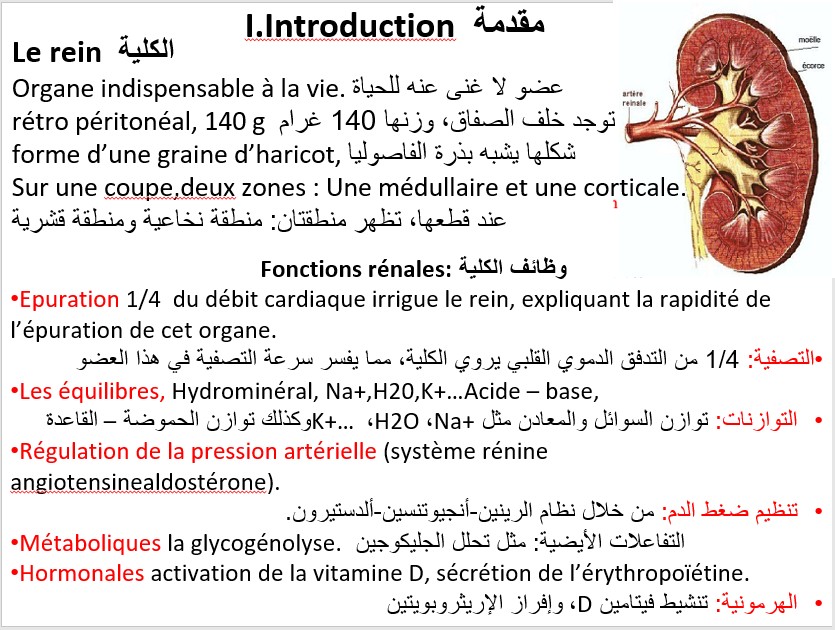 I.Introduction مقدمة
Le rein الكلية
Organe indispensable à la vie. عضو لا غنى عنه للحياة
rétro péritonéal, 140 g توجد خلف الصفاق، وزنها 140 غرام
forme d’une graine d’haricot, شكلها يشبه بذرة الفاصوليا
Sur une coupe,deux zones : Une médullaire et une corticale.
عند قطعها، تظهر منطقتان: منطقة نخاعية ومنطقة قشرية
moëlle
écorce
artère
reinale
Fonctions rénales: وظائف الكلية
•Epuration 1/4 du débit cardiaque irrigue le rein, expliquant la rapidité de
l’épuration de cet organe.
•التصفية: 1/4 من التدفق الدموي القلبي يروي الكلية، مما يفسر سرعة التصفية في هذا العضو
•Les équilibres, Hydrominéral, Na+,H20,K+…Acide – base,
• التوازنات: توازن السوائل والمعادن مثل Na+، H2O، K+… وكذلك توازن الحموضة – القاعدة
•Régulation de la pression artérielle (système rénine
angiotensinealdostérone).
• تنظيم ضغط الدم: من خلال نظام الرينين-أنجيوتنسين-ألدستيرون.
•Métaboliques la glycogénolyse. التفاعلات الأيضية: مثل تحلل الجليكوجين
•Hormonales activation de la vitamine D, sécrétion de l’érythropoïétine.
• الهرمونية: تنشيط فيتامين D، وإفراز الإريثروبويتين